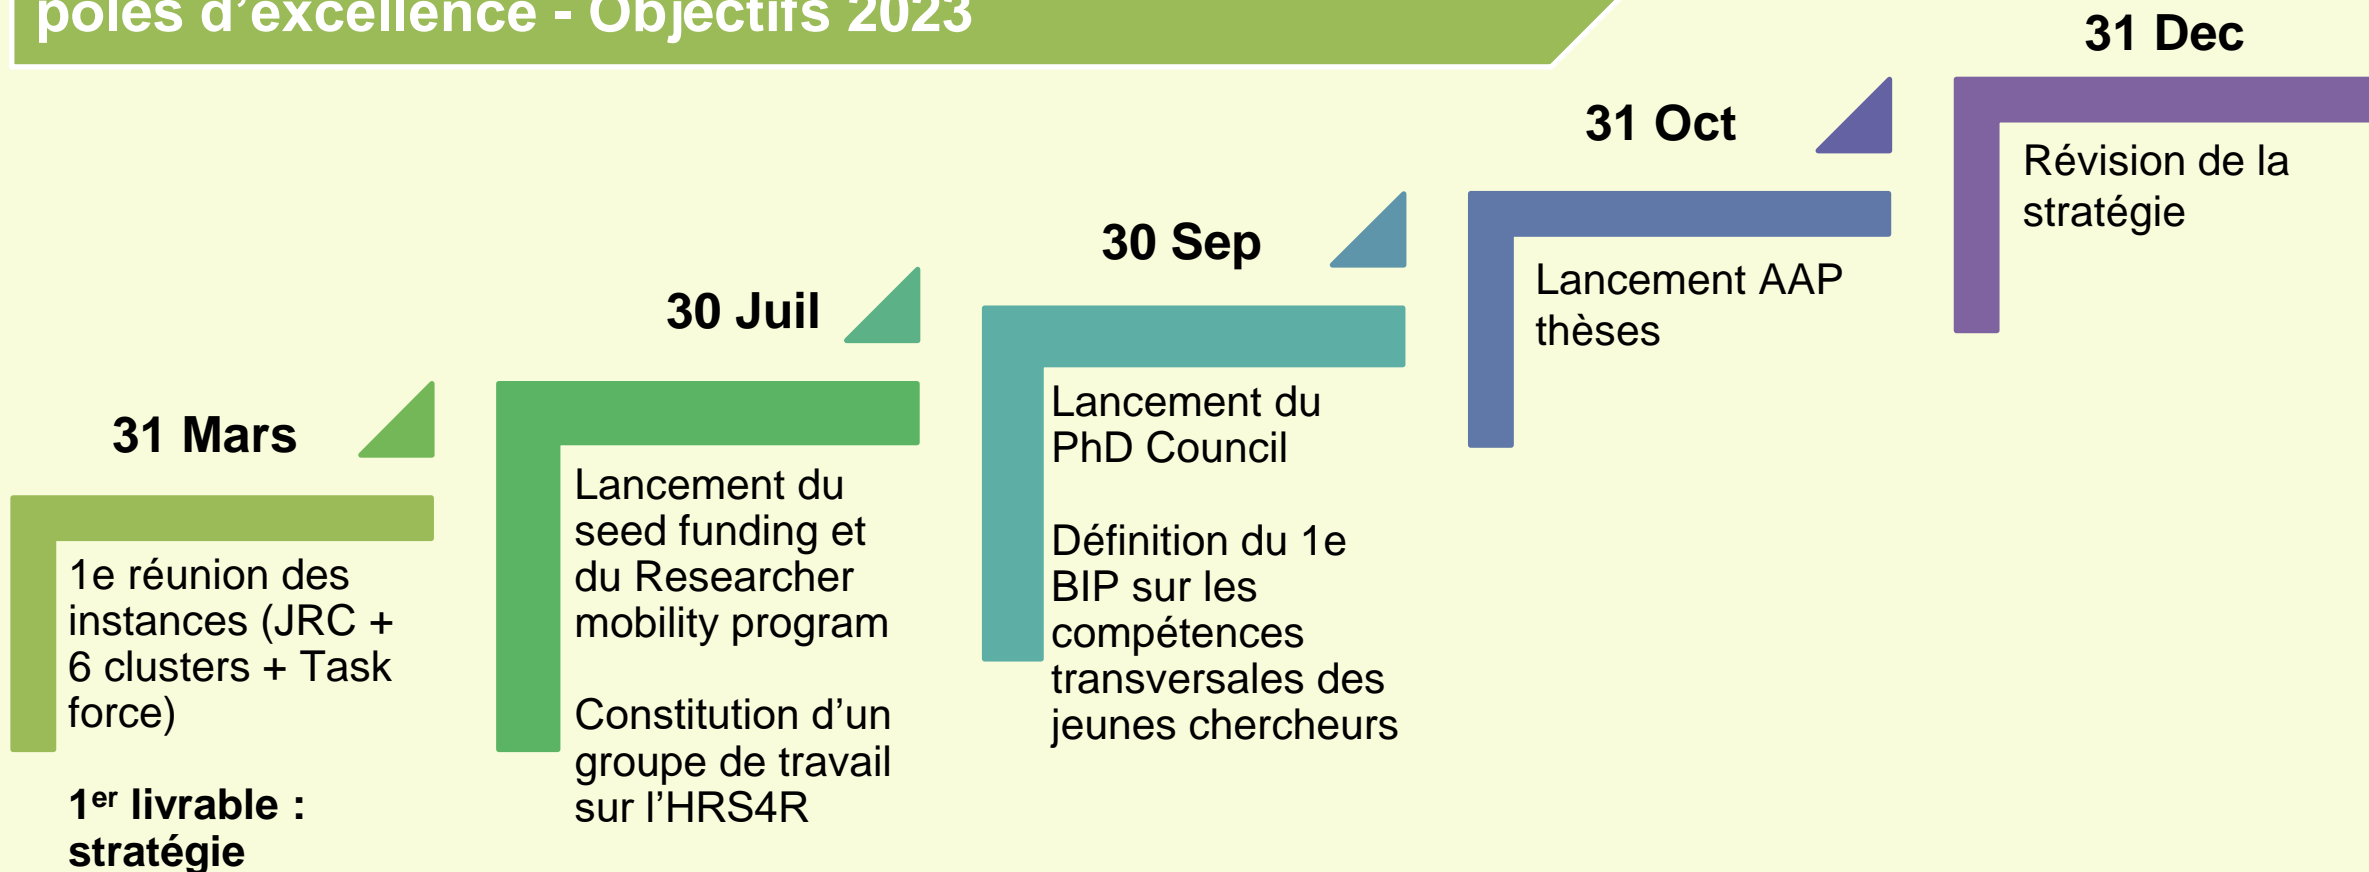 pôles d’excellence - Objectifs 2023
31 Mars
1e réunion des
instances (JRC +
6 clusters + Task
force)
1er livrable :
stratégie
30 Juil
Lancement du
seed funding et
du Researcher
mobility program
Constitution d’un
groupe de travail
sur l’HRS4R
30 Sep
Lancement du
PhD Council
Définition du 1e
BIP sur les
compétences
transversales des
jeunes chercheurs
31 Oct
Lancement AAP
thèses
31 Dec
Révision de la
stratégie